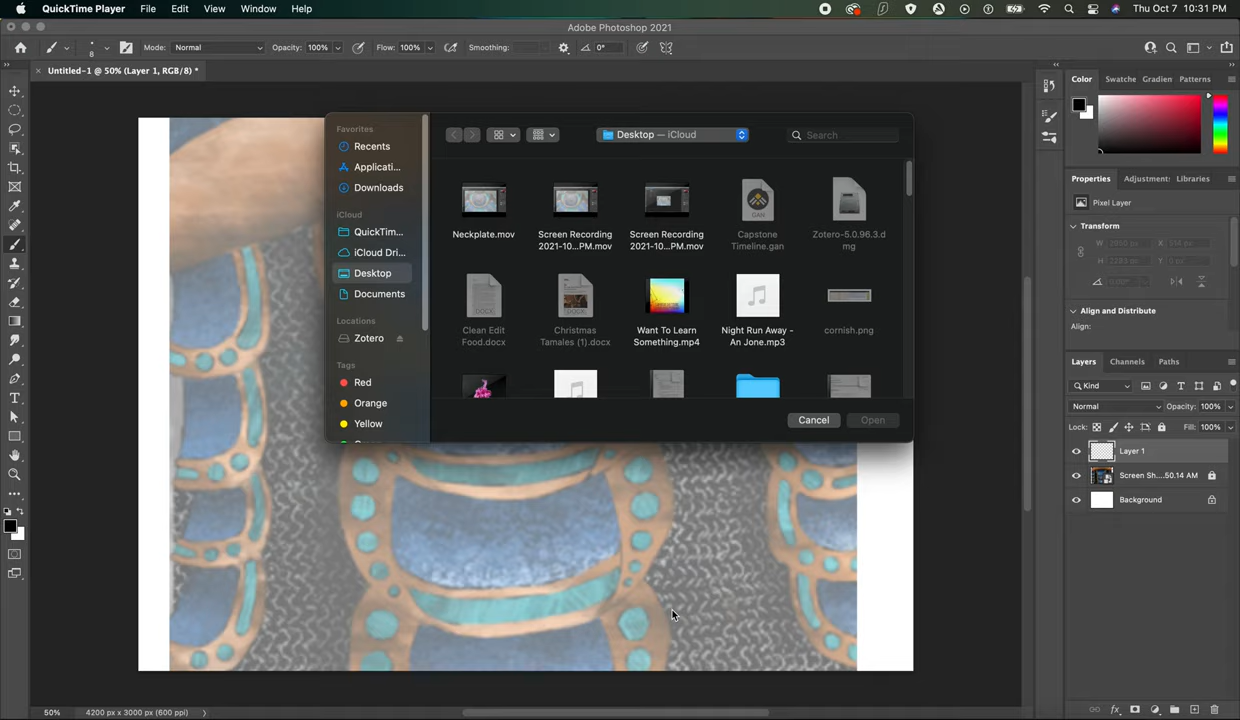 QuickTime Player File Edit View Window Help Thu Oct 7 10:31 PM
Adobe Photoshop 2021
8 Mode: Normal Opacity: 100% Flow: 100% Smoothing: 0°
Untitled-1 @ 50% (Layer 1, RGB/8) *
Color Swatche Gradien Patterns
Favorites
Recents
Applicati...
Downloads
iCloud
QuickTim...
iCloud Dri...
Desktop
Documents
Locations
Zotero
Tags
Red
Orange
Yellow
Desktop — iCloud
Search
Neckplate.mov
Screen Recording
2021-10...PM.mov
Screen Recording
2021-10...PM.mov
GAN
Capstone
Timeline.gan
Zotero-5.0.96.3.d
mg
DOCX
Clean Edit
Food.docx
DOCX
Christmas
Tamales (1).docx
Want To Learn
Something.mp4
Night Run Away -
An Jone.mp3
cornish.png
Cancel Open
Properties Adjustment: Libraries
Pixel Layer
Transform
Align and Distribute
Align:
Layers Channels Paths
Kind
Normal Opacity: 100%
Lock: Fill: 100%
Layer 1
Screen Sh....50.14 AM
Background
50% 4200 px x 3000 px (600 ppi)